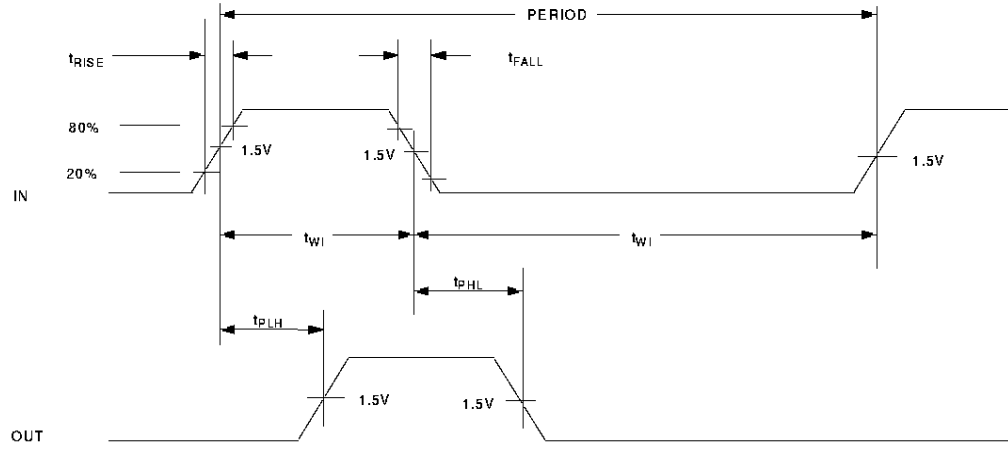 PERIOD
tRISE
tFALL
80%
1.5V
1.5V
1.5V
20%
IN
tWI
tWI
tPHL
tPLH
1.5V
1.5V
OUT